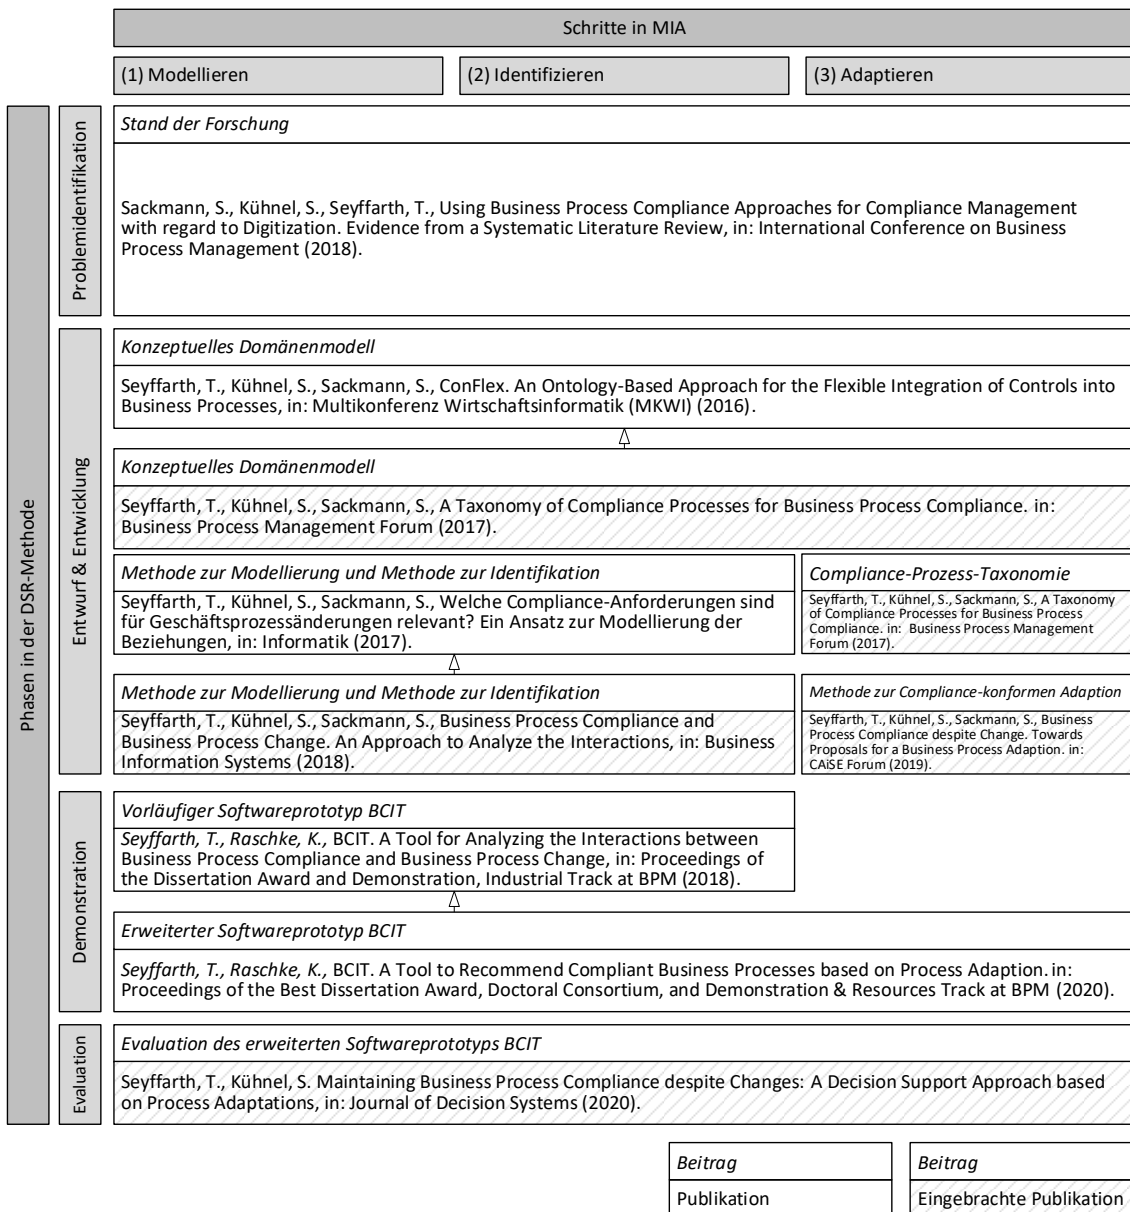 Schritte in MIA
(1) Modellieren
(2) Identifizieren
(3) Adaptieren
Phasen in der DSR-Methode
Problemidentifikation
Stand der Forschung
Sackmann, S., Kühnel, S., Seyffarth, T., Using Business Process Compliance Approaches for Compliance Management
with regard to Digitization. Evidence from a Systematic Literature Review, in: International Conference on Business
Process Management (2018).
Entwurf & Entwicklung
Konzeptuelles Domänenmodell
Seyffarth, T., Kühnel, S., Sackmann, S., ConFlex. An Ontology-Based Approach for the Flexible Integration of Controls into
Business Processes, in: Multikonferenz Wirtschaftsinformatik (MKWI) (2016).
Konzeptuelles Domänenmodell
Seyffarth, T., Kühnel, S., Sackmann, S., A Taxonomy of Compliance Processes for Business Process Compliance. in:
Business Process Management Forum (2017).
Methode zur Modellierung und Methode zur Identifikation
Seyffarth, T., Kühnel, S., Sackmann, S., Welche Compliance-Anforderungen sind
für Geschäftsprozessänderungen relevant? Ein Ansatz zur Modellierung der
Beziehungen, in: Informatik (2017).
Compliance-Prozess-Taxonomie
Seyffarth, T., Kühnel, S., Sackmann, S., A Taxonomy
of Compliance Processes for Business Process
Compliance. in: Business Process Management
Forum (2017).
Methode zur Modellierung und Methode zur Identifikation
Seyffarth, T., Kühnel, S., Sackmann, S., Business Process Compliance and
Business Process Change. An Approach to Analyze the Interactions, in: Business
Information Systems (2018).
Methode zur Compliance-konformen Adaption
Seyffarth, T., Kühnel, S., Sackmann, S., Business
Process Compliance despite Change. Towards
Proposals for a Business Process Adaption. in:
CAiSE Forum (2019).
Demonstration
Vorläufiger Softwareprototyp BCIT
Seyffarth, T., Raschke, K., BCIT. A Tool for Analyzing the Interactions between
Business Process Compliance and Business Process Change, in: Proceedings of
the Dissertation Award and Demonstration, Industrial Track at BPM (2018).
Erweiterter Softwareprototyp BCIT
Seyffarth, T., Raschke, K., BCIT. A Tool to Recommend Compliant Business Processes based on Process Adaption. in:
Proceedings of the Best Dissertation Award, Doctoral Consortium, and Demonstration & Resources Track at BPM (2020).
Evaluation
Evaluation des erweiterten Softwareprototyps BCIT
Seyffarth, T., Kühnel, S. Maintaining Business Process Compliance despite Changes: A Decision Support Approach based
on Process Adaptations, in: Journal of Decision Systems (2020).
Beitrag
Publikation
Beitrag
Eingebrachte Publikation